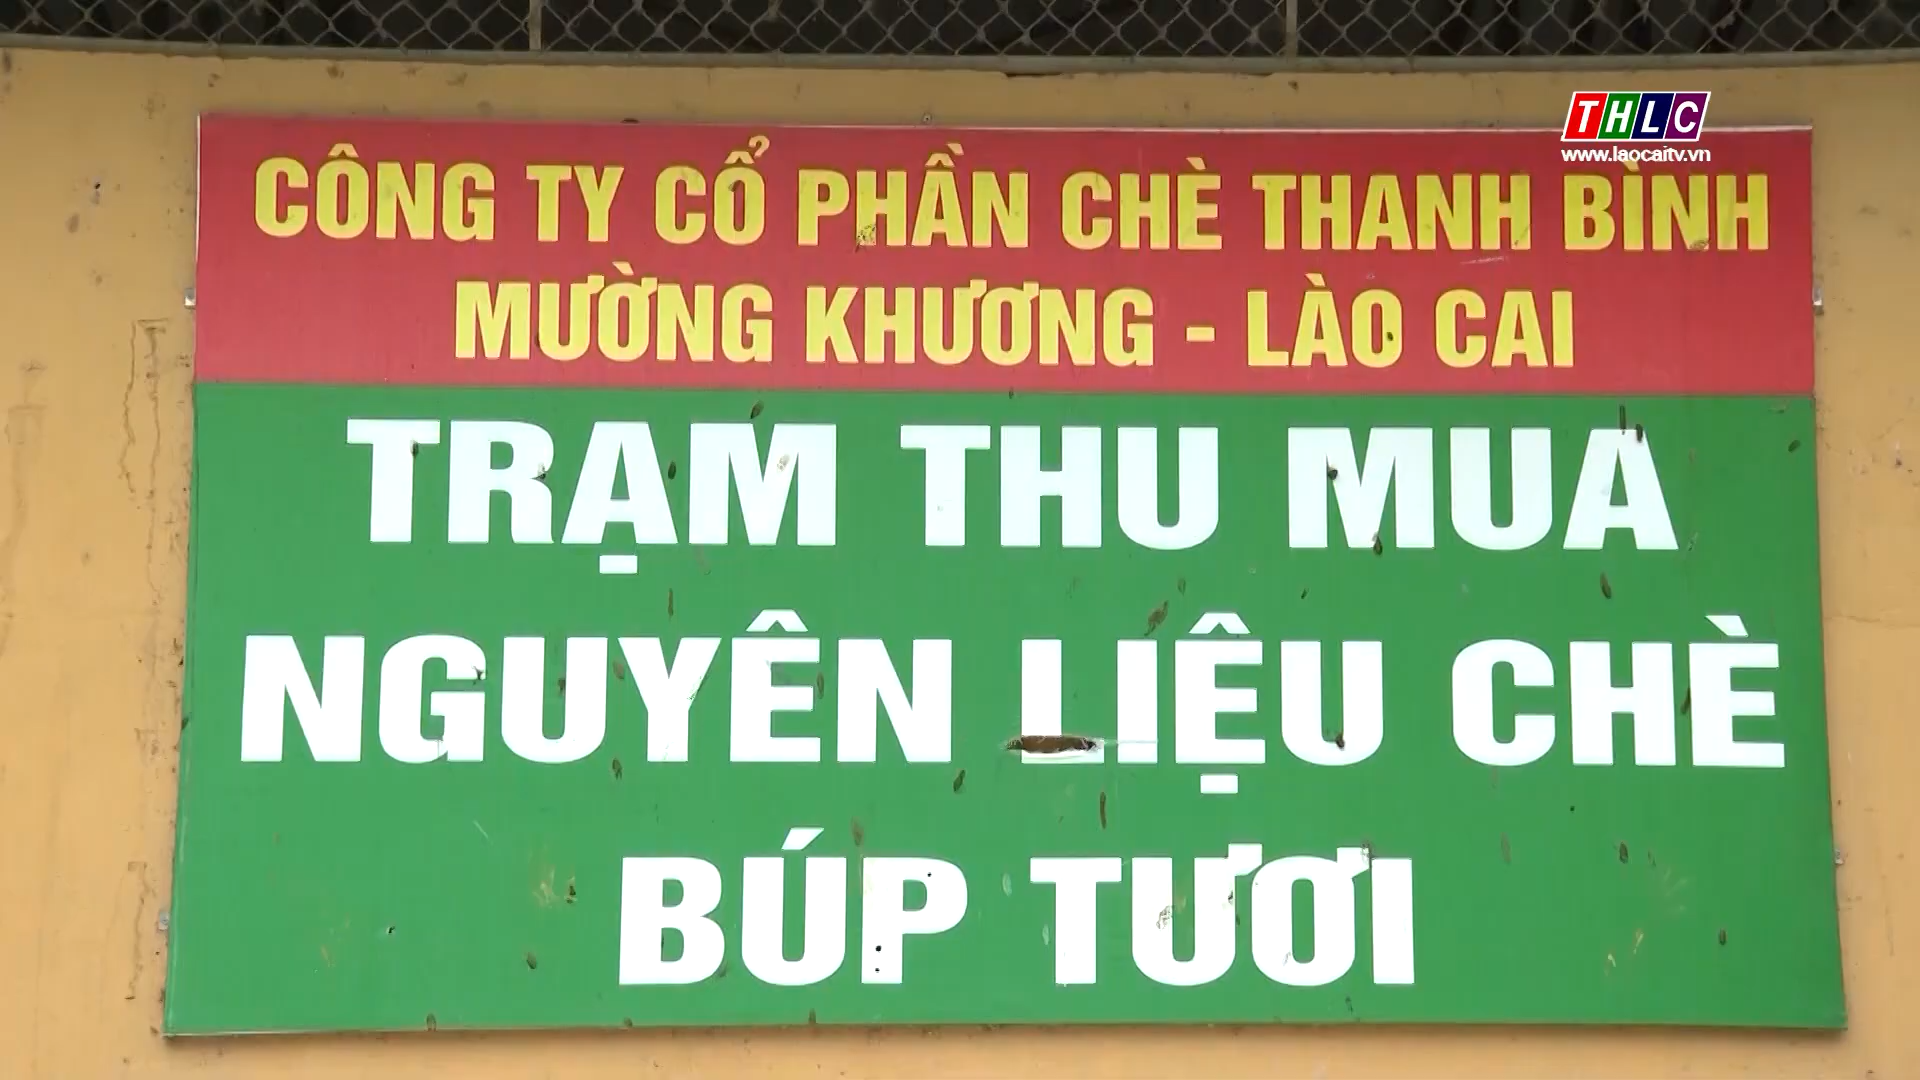 THLC
www.laocaitv.vn
CÔNG TY CỔ PHẦN CHÈ THANH BÌNH
MƯỜNG KHƯƠNG - LÀO CAI
TRẠM THU MUA
NGUYÊN LIỆU CHÈ
BÚP TƯƠI